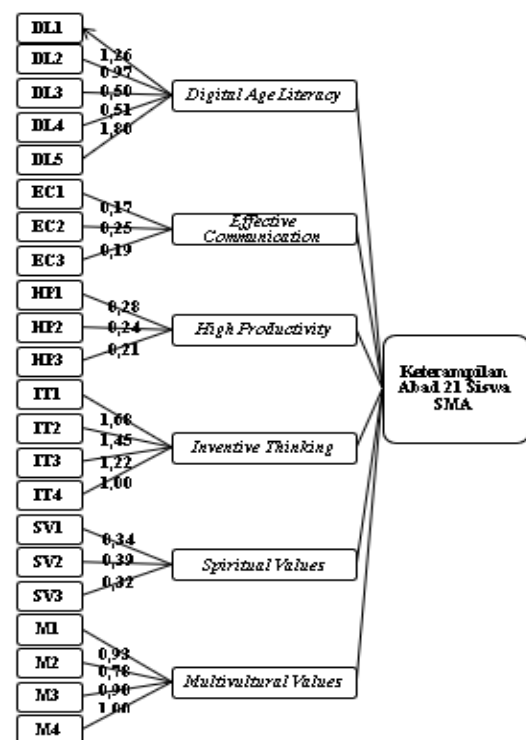 DL1
DL2
DL3
DL4
DL5
1,26
0,97
0,50
0,51
1,80
Digital Age Literacy
EC1
EC2
EC3
0,17
0,25
0,19
Effective
Communication
HP1
HP2
HP3
0,28
0,24
0,21
High Productivity
IT1
IT2
IT3
IT4
1,68
1,45
1,22
1,00
Inventive Thinking
SV1
SV2
SV3
0,34
0,39
0,32
Spiritual Values
M1
M2
M3
M4
0,93
0,78
0,90
1,00
Multivultural Values
Keterampilan
Abad 21 Siswa
SMA